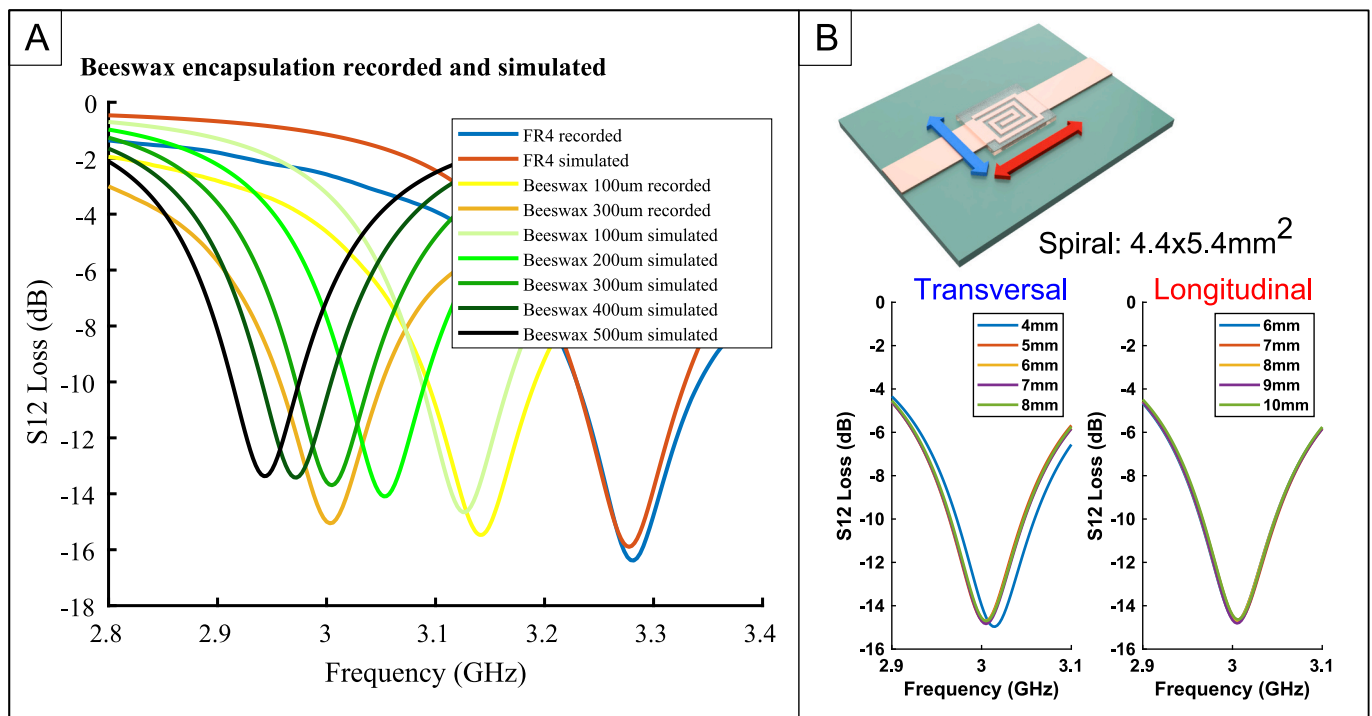 A
Beeswax encapsulation recorded and simulated
0
-2
-4
-6
-8
-10
-12
-14
-16
-18
S12 Loss (dB)
2.8
2.9
3
3.1
3.2
3.3
3.4
Frequency (GHz)
FR4 recorded
FR4 simulated
Beeswax 100um recorded
Beeswax 300um recorded
Beeswax 100um simulated
Beeswax 200um simulated
Beeswax 300um simulated
Beeswax 400um simulated
Beeswax 500um simulated
B
Spiral: 4.4x5.4mm²
Transversal
0
-2
-4
-6
-8
-10
-12
-14
-16
S12 Loss (dB)
2.9
3
3.1
Frequency (GHz)
4mm
5mm
6mm
7mm
8mm
Longitudinal
0
-2
-4
-6
-8
-10
-12
-14
-16
S12 Loss (dB)
2.9
3
3.1
Frequency (GHz)
6mm
7mm
8mm
9mm
10mm